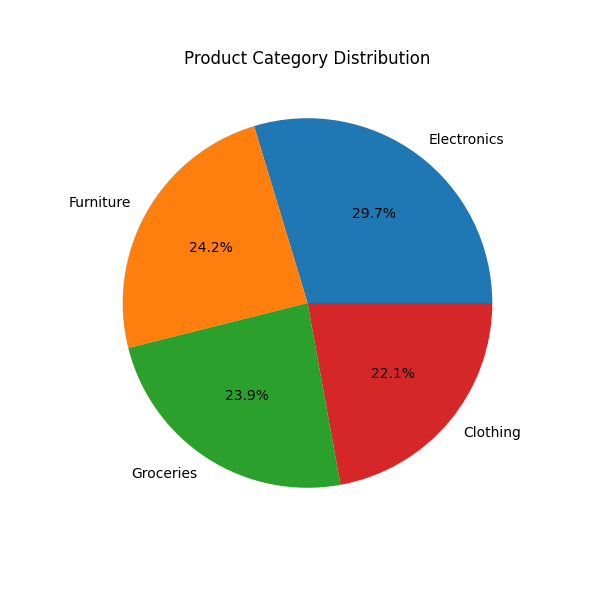 Product Category Distribution
Electronics
29.7%
Furniture
24.2%
Groceries
23.9%
Clothing
22.1%